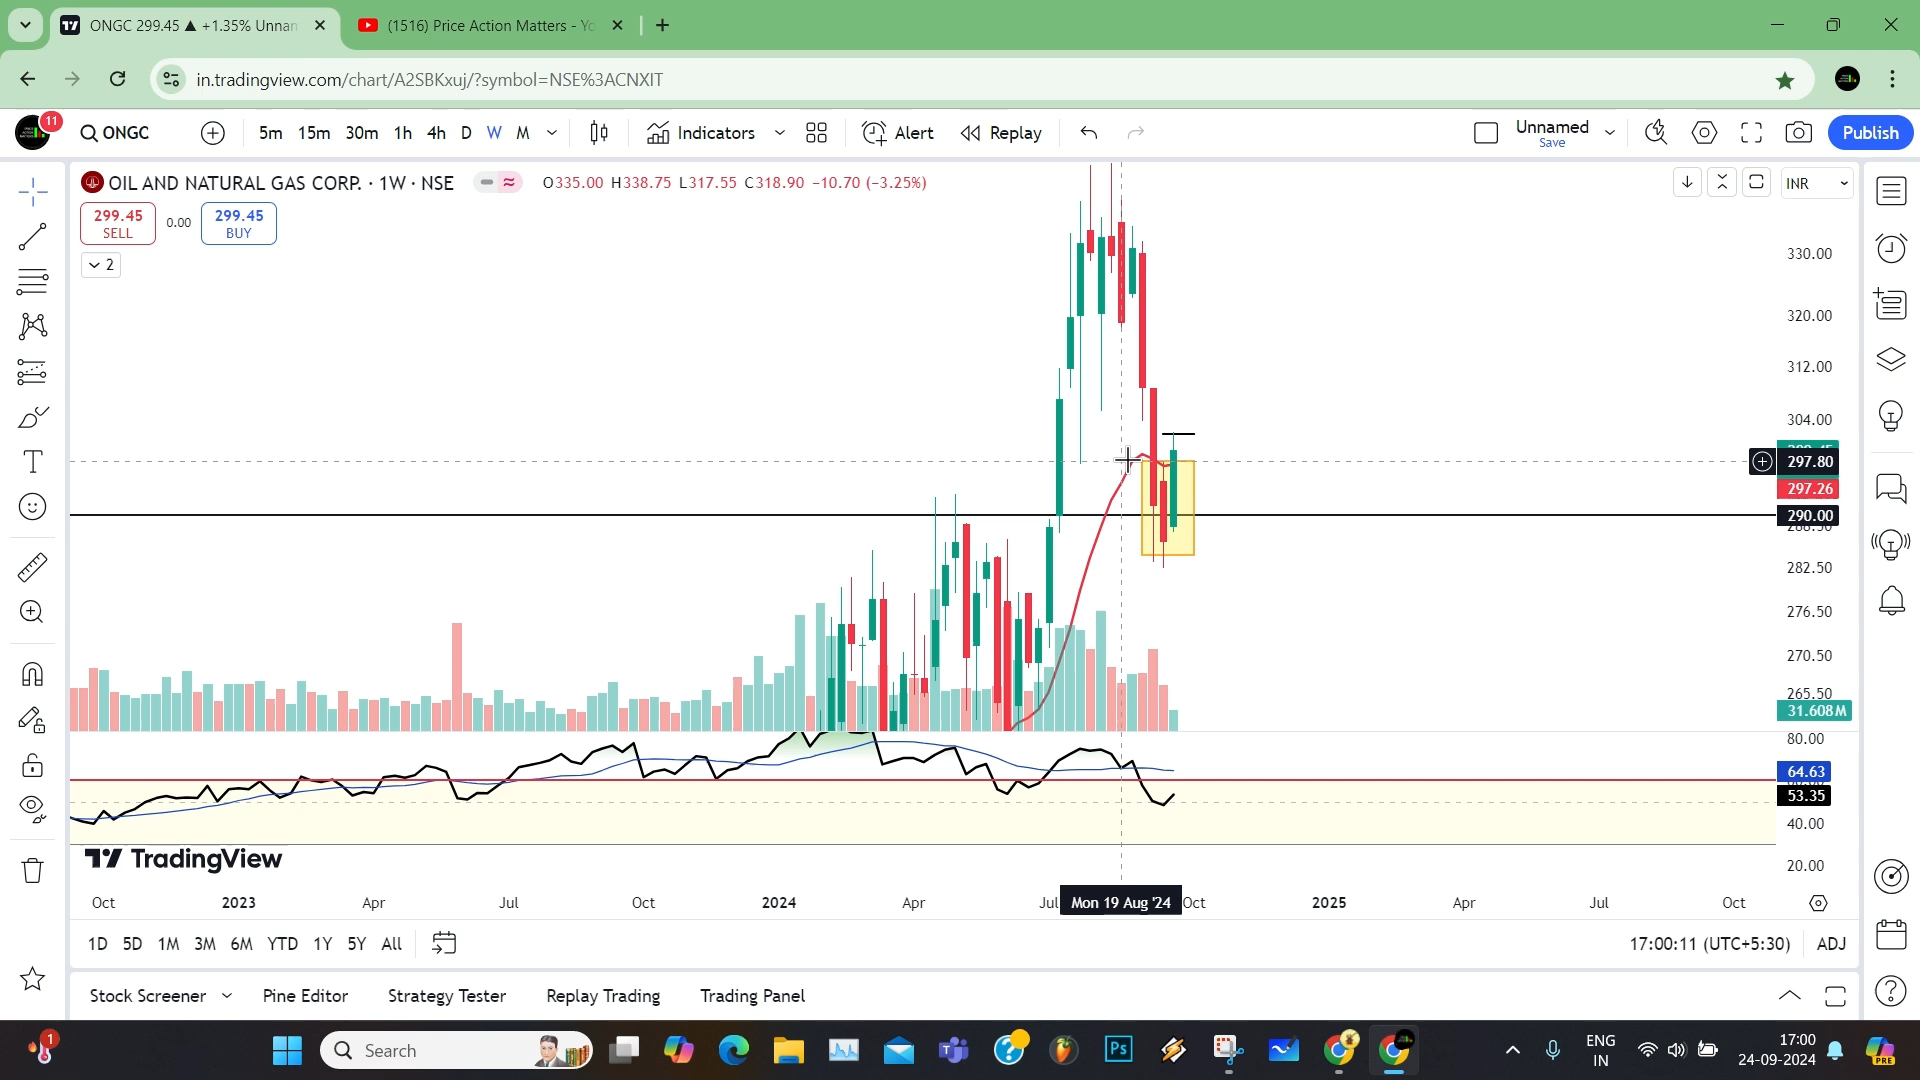 ONGC 299.45 ▲ +1.35% Unnan
(1516) Price Action Matters - Yo
in.tradingview.com/chart/A2SBKxuj/?symbol=NSE%3ACNXIT
11
ONGC
5m 15m 30m 1h 4h D W M
Indicators
Alert
Replay
Unnamed
Save
Publish
OIL AND NATURAL GAS CORP. · 1W · NSE
O335.00 H338.75 L317.55 C318.90 −10.70 (−3.25%)
INR
299.45
SELL
0.00
299.45
BUY
2
330.00
320.00
312.00
304.00
297.80
297.26
290.00
282.50
276.50
270.50
265.50
31.608M
80.00
64.63
53.35
40.00
20.00
TradingView
Oct 2023 Apr Jul Oct 2024 Apr Jul Mon 19 Aug '24 Oct 2025 Apr Jul Oct
1D 5D 1M 3M 6M YTD 1Y 5Y All
17:00:11 (UTC+5:30) ADJ
Stock Screener Pine Editor Strategy Tester Replay Trading Trading Panel
1
Search
Ps
ENG
IN
17:00
24-09-2024
PRE